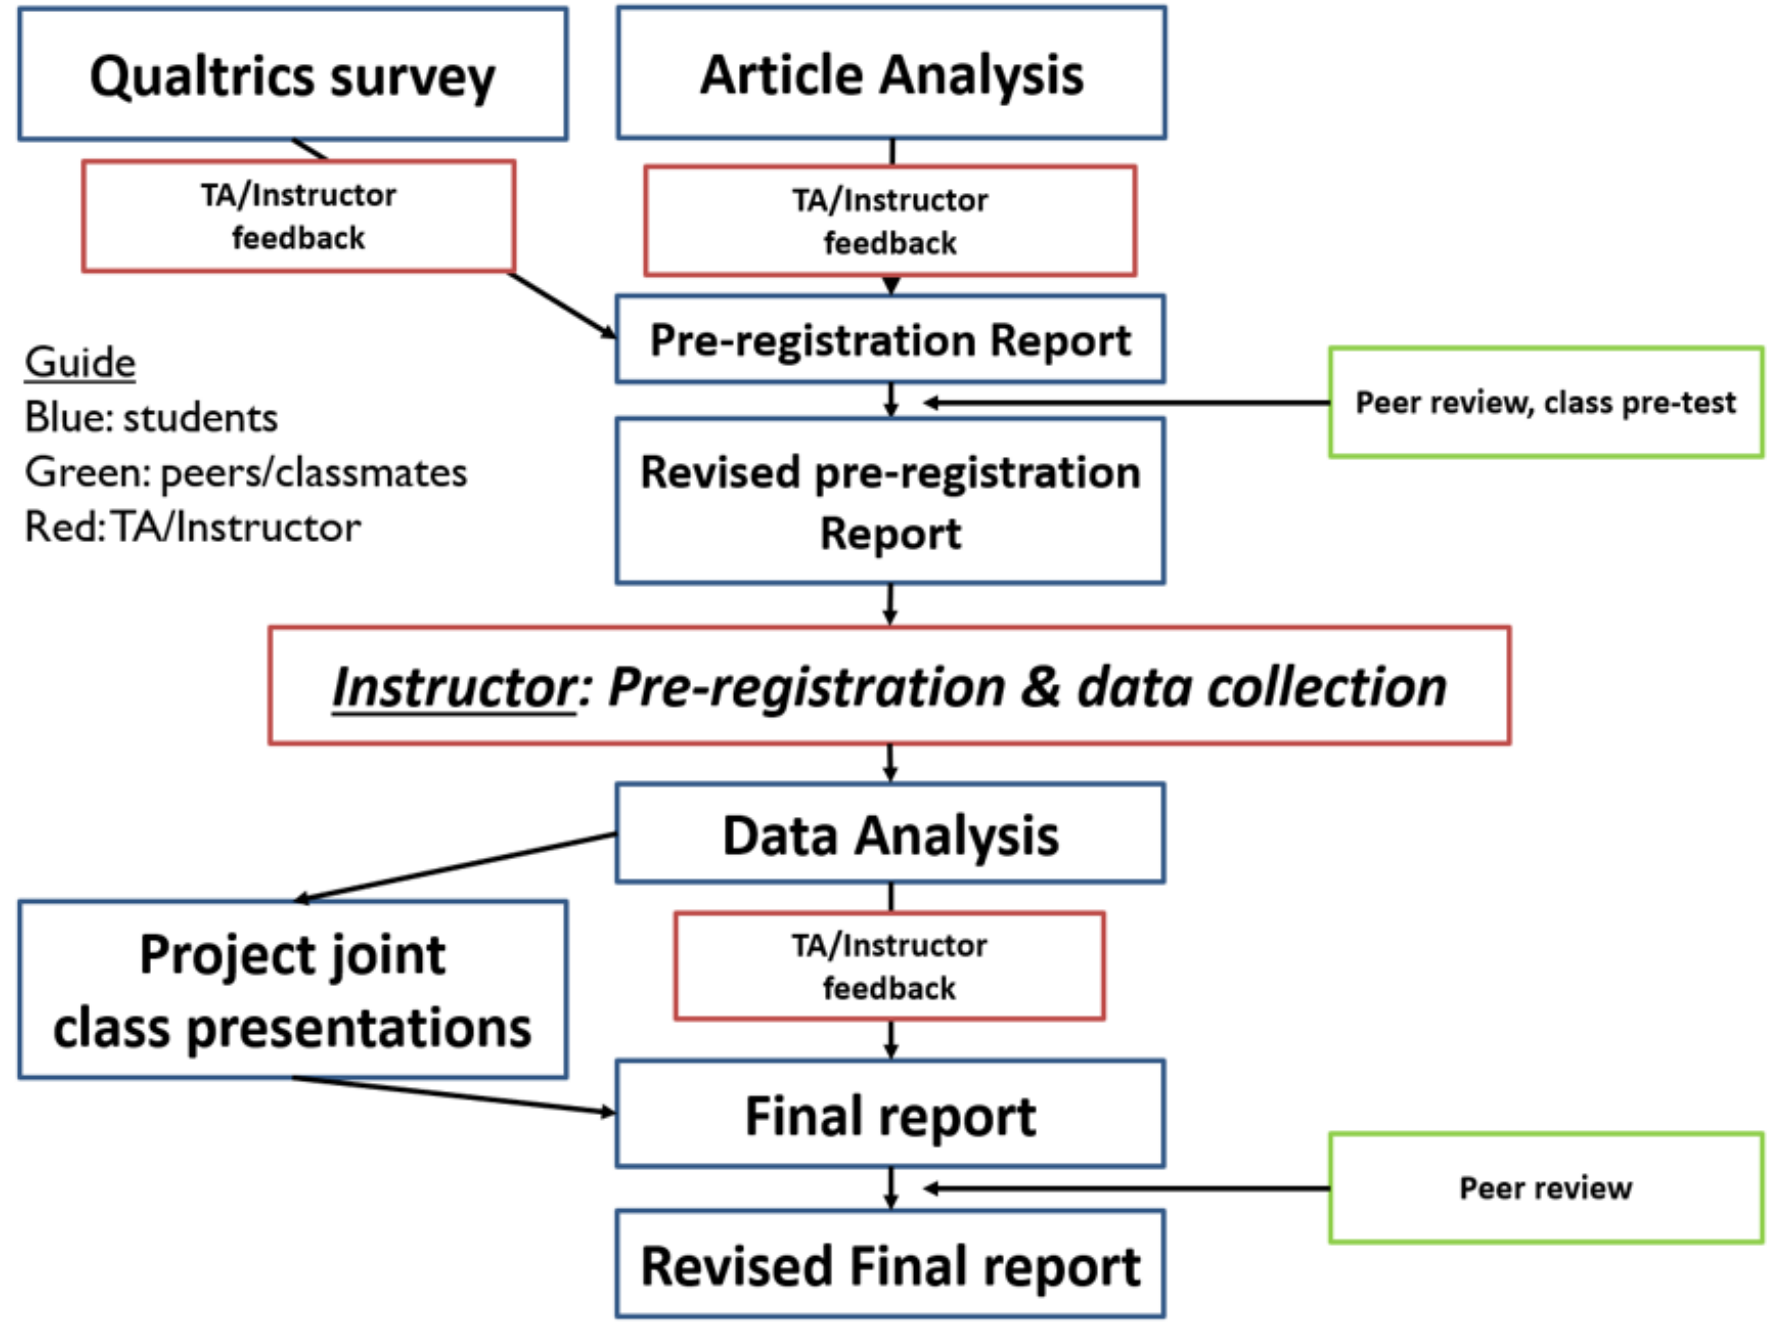 Qualtrics survey
Article Analysis
TA/Instructor
feedback
TA/Instructor
feedback
Pre-registration Report
Guide
Blue: students
Green: peers/classmates
Red: TA/Instructor
Peer review, class pre-test
Revised pre-registration
Report
Instructor: Pre-registration & data collection
Data Analysis
Project joint
class presentations
TA/Instructor
feedback
Final report
Peer review
Revised Final report